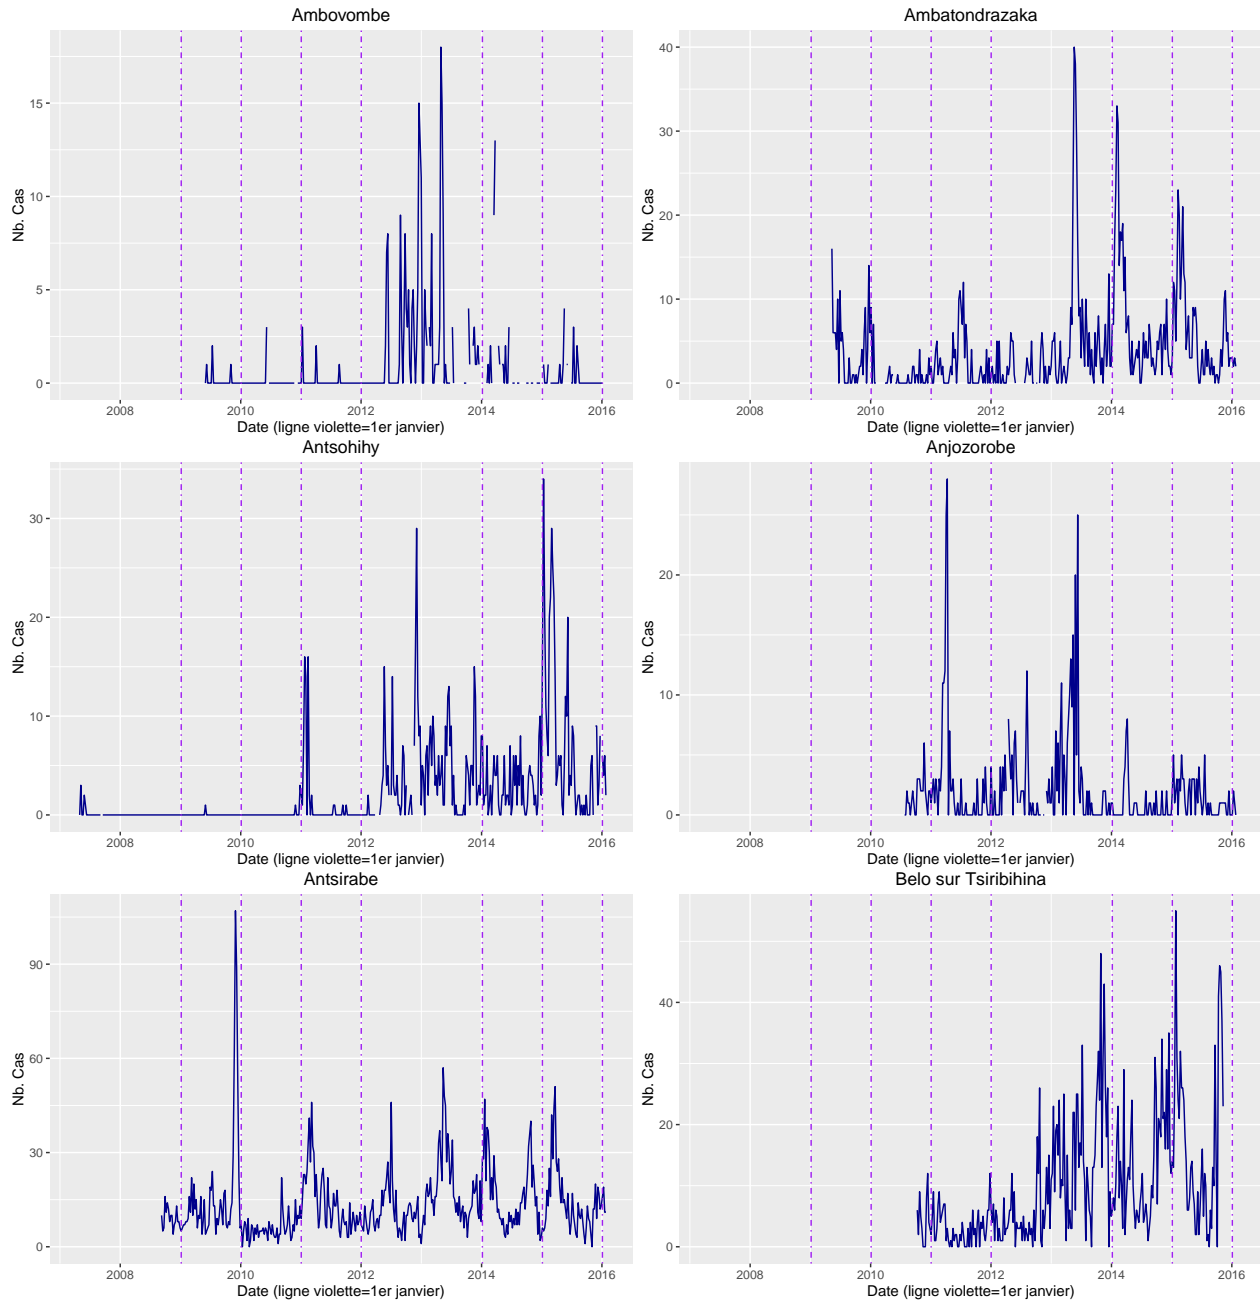 Ambovombe
Nb. Cas
15
10
5
0
2008 2010 2012 2014 2016
Date (ligne violette=1er janvier)
Ambatondrazaka
Nb. Cas
40
30
20
10
0
2008 2010 2012 2014 2016
Date (ligne violette=1er janvier)
Antsohihy
Nb. Cas
30
20
10
0
2008 2010 2012 2014 2016
Date (ligne violette=1er janvier)
Anjozorobe
Nb. Cas
20
10
0
2008 2010 2012 2014 2016
Date (ligne violette=1er janvier)
Antsirabe
Nb. Cas
90
60
30
0
2008 2010 2012 2014 2016
Date (ligne violette=1er janvier)
Belo sur Tsiribihina
Nb. Cas
40
20
0
2008 2010 2012 2014 2016
Date (ligne violette=1er janvier)